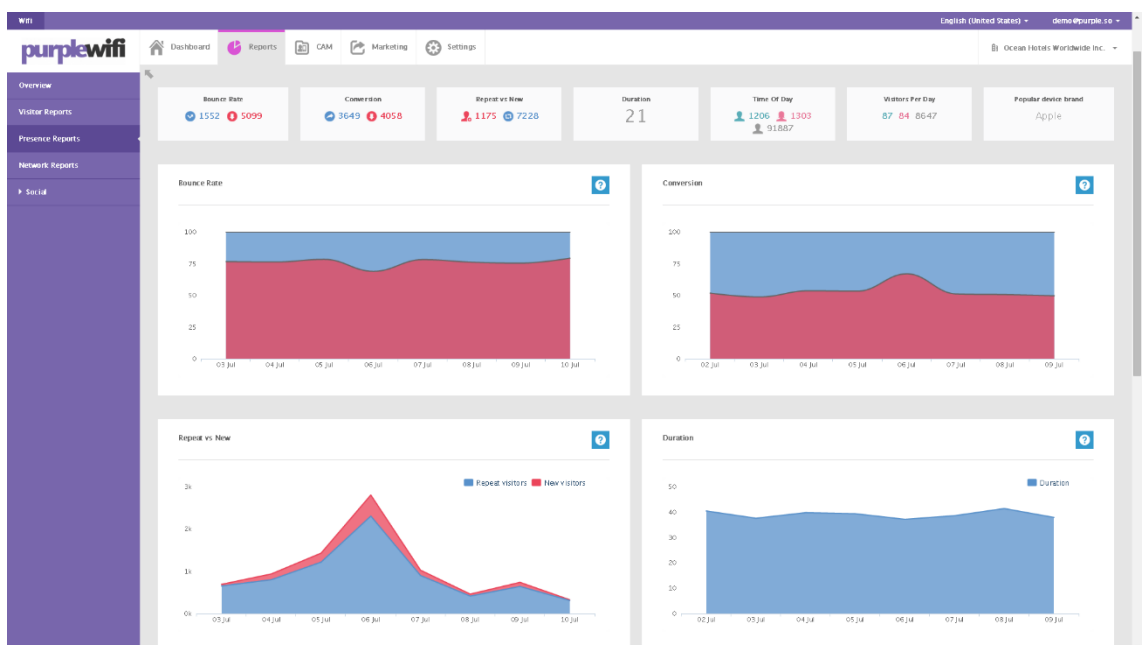 Wifi
English (United States)
demo@purple.so
purplewifi
Dashboard
Reports
CAM
Marketing
Settings
Ocean Hotels Worldwide Inc.
Overview
Visitor Reports
Presence Reports
Network Reports
Social
Bounce Rate
1552 5099
Conversion
3649 4058
Repeat vs New
1175 7228
Duration
21
Time Of Day
1206 1303
91887
Visitors Per Day
87 84 8647
Popular device brand
Apple
Bounce Rate
?
100
75
50
25
0
03 Jul 04 Jul 05 Jul 06 Jul 07 Jul 08 Jul 09 Jul 10 Jul
Conversion
?
100
75
50
25
0
02 Jul 03 Jul 04 Jul 05 Jul 06 Jul 07 Jul 08 Jul 09 Jul
Repeat vs New
?
Repeat visitors New visitors
3k
2k
1k
0k
03 Jul 04 Jul 05 Jul 06 Jul 07 Jul 08 Jul 09 Jul 10 Jul
Duration
?
Duration
50
40
30
20
10
0
02 Jul 03 Jul 04 Jul 05 Jul 06 Jul 07 Jul 08 Jul 09 Jul